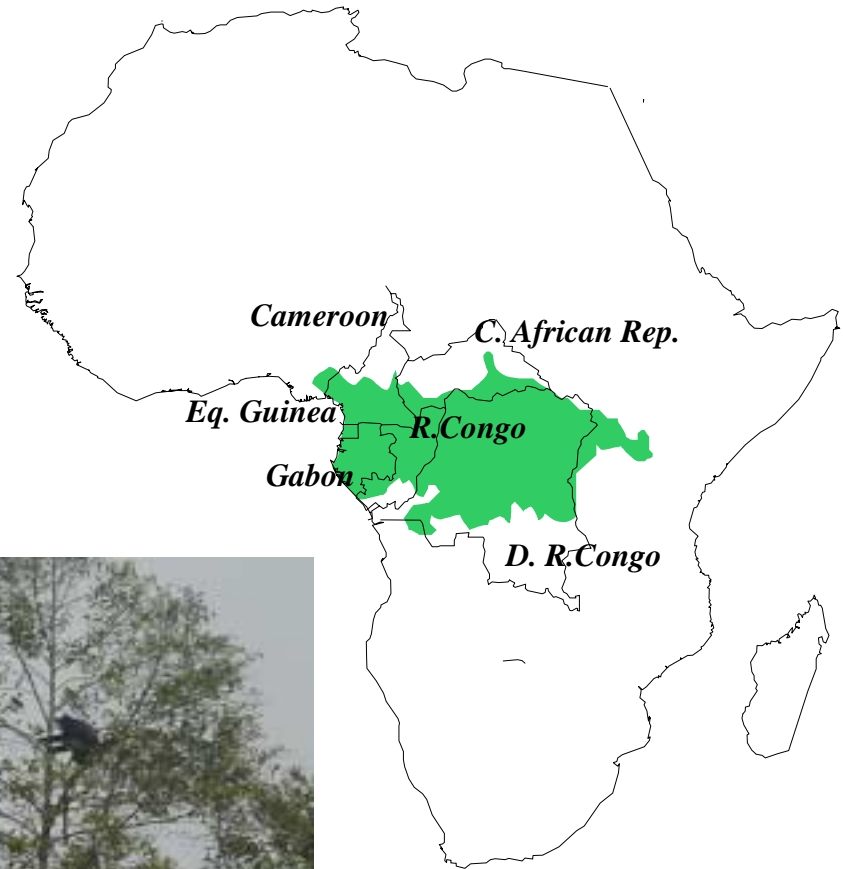 Cameroon
C. African Rep.
Eq. Guinea
R.Congo
Gabon
D. R.Congo